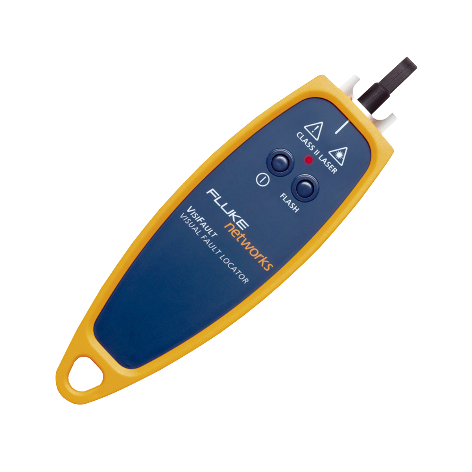 CLASS II LASER
FLASH
FLUKE
networks
VISIFAULT
VISUAL FAULT LOCATOR